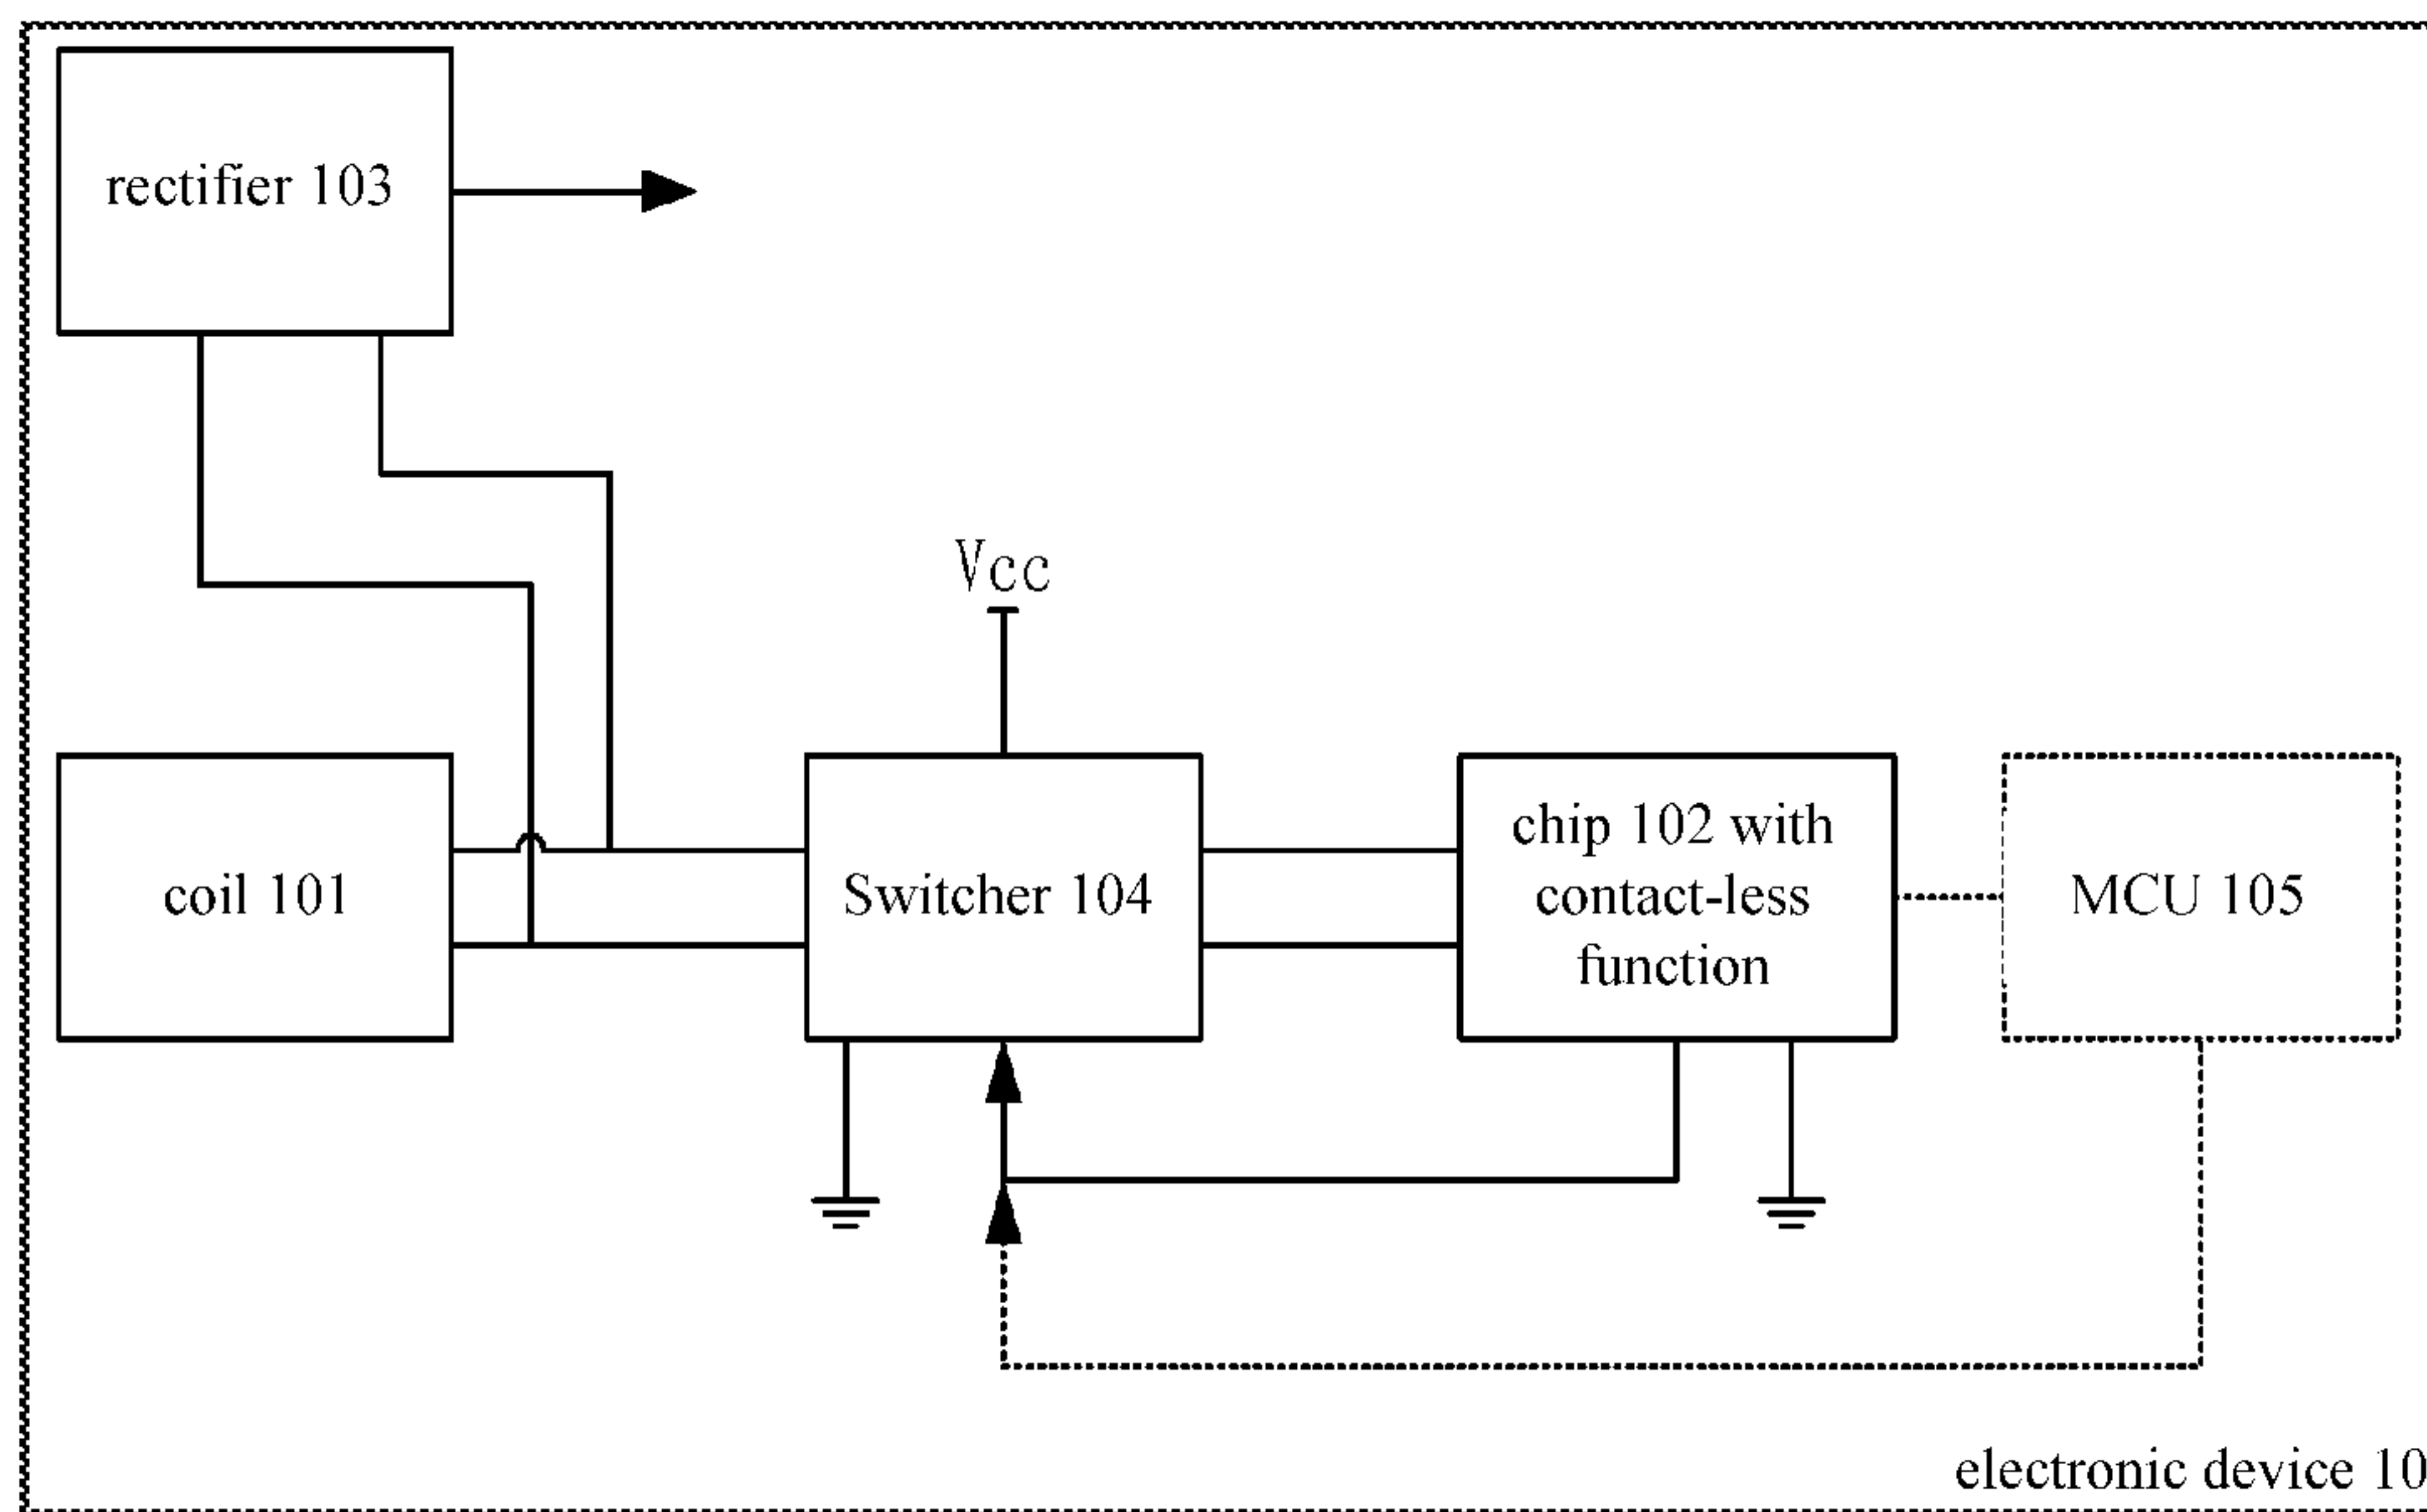 rectifier 103
Vcc
coil 101
Switcher 104
chip 102 with
contact-less
function
MCU 105
electronic device 10